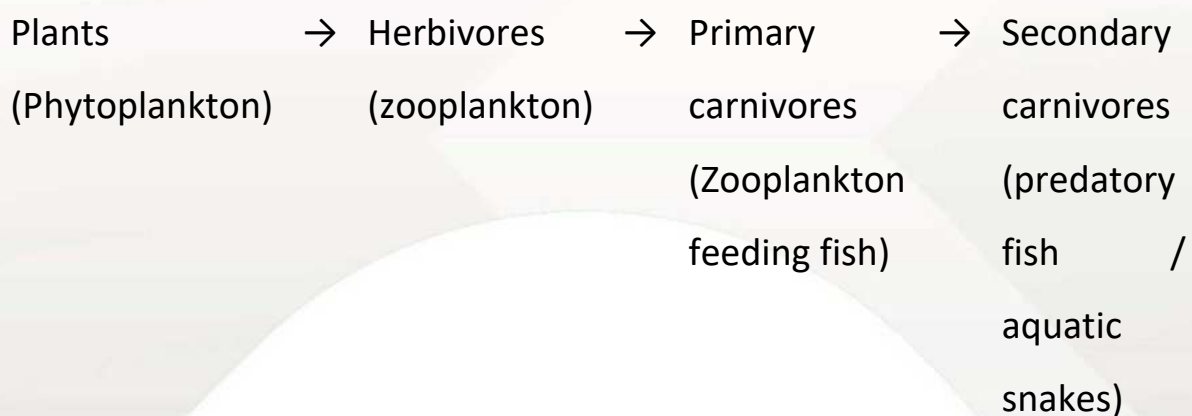 Plants → Herbivores → Primary → Secondary
(Phytoplankton) (zooplankton) carnivores carnivores
(Zooplankton (predatory
feeding fish) fish /
aquatic
snakes)